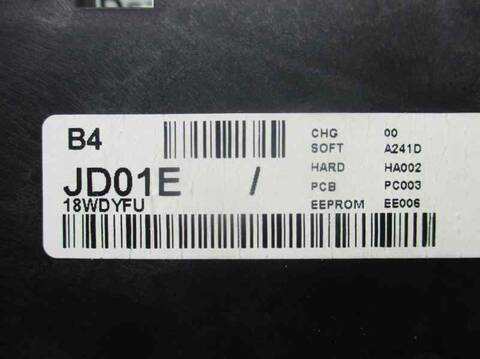 B4
JD01E /
18WDYFU
CHG 00
SOFT A241D
HARD HA002
PCB PC003
EEPROM EE006